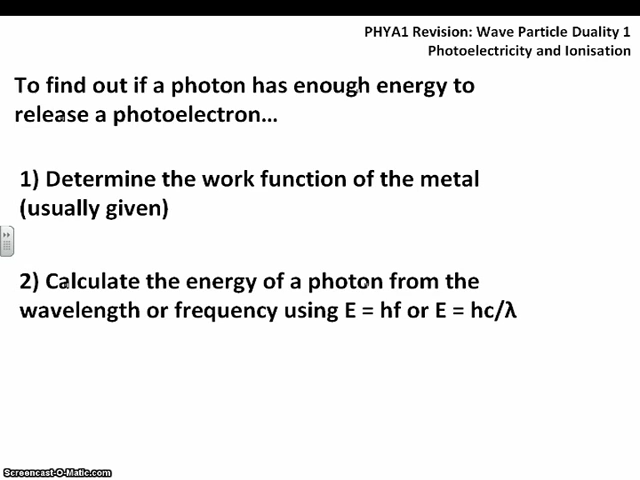 PHYA1 Revision: Wave Particle Duality 1
Photoelectricity and Ionisation
To find out if a photon has enough energy to
release a photoelectron...
1) Determine the work function of the metal
(usually given)
2) Calculate the energy of a photon from the
wavelength or frequency using E = hf or E = hc/λ
Screencast-O-Matic.com